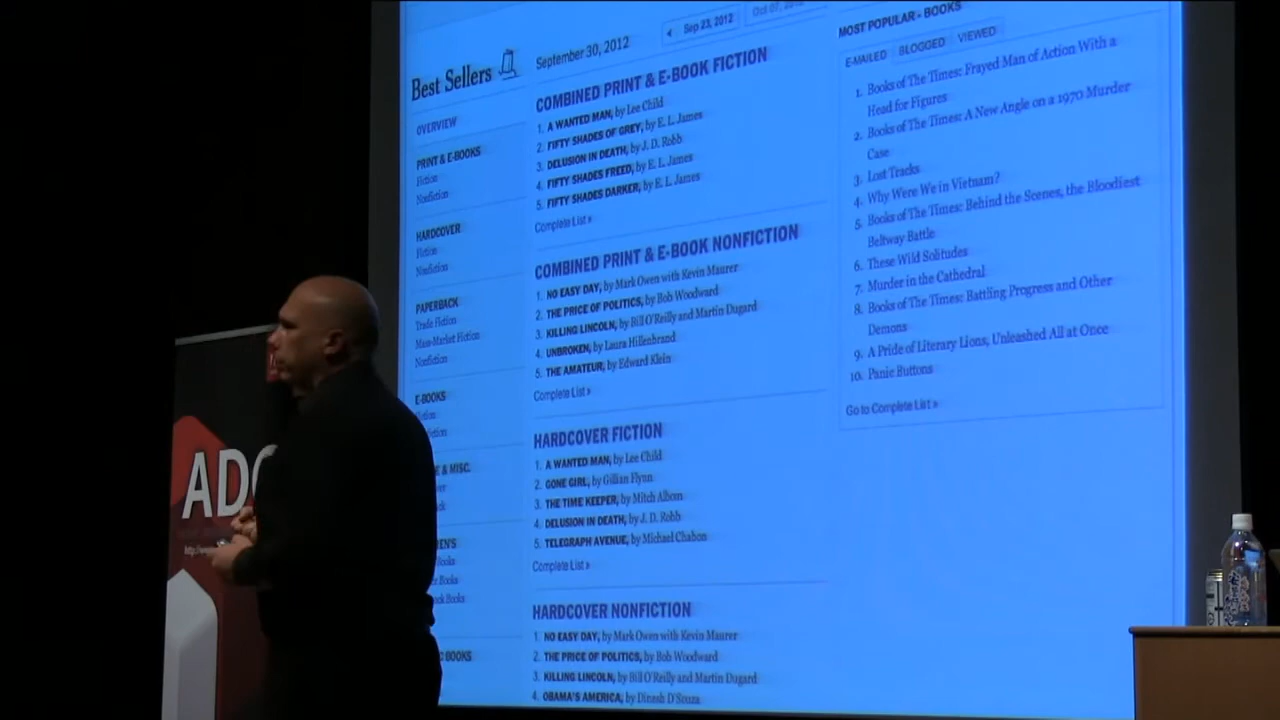 Best Sellers
OVERVIEW
PRINT & E-BOOKS
Fiction
Nonfiction
HARDCOVER
Fiction
Nonfiction
PAPERBACK
Trade Fiction
Mass-Market Fiction
Nonfiction
E-BOOKS
& MISC.
Books
BOOKS
September 30, 2012
Sep 23, 2012
Oct 07, 2012
COMBINED PRINT & E-BOOK FICTION
1. A WANTED MAN, by Lee Child
2. FIFTY SHADES OF GREY, by E. L. James
3. DELUSION IN DEATH, by J. D. Robb
4. FIFTY SHADES FREED, by E. L. James
5. FIFTY SHADES DARKER, by E. L. James
Complete List »
COMBINED PRINT & E-BOOK NONFICTION
1. NO EASY DAY, by Mark Owen with Kevin Maurer
2. THE PRICE OF POLITICS, by Bob Woodward
3. KILLING LINCOLN, by Bill O'Reilly and Martin Dugard
4. UNBROKEN, by Laura Hillenbrand
5. THE AMATEUR, by Edward Klein
Complete List »
HARDCOVER FICTION
1. A WANTED MAN, by Lee Child
2. GONE GIRL, by Gillian Flynn
3. THE TIME KEEPER, by Mitch Albom
4. DELUSION IN DEATH, by J. D. Robb
5. TELEGRAPH AVENUE, by Michael Chabon
Complete List »
HARDCOVER NONFICTION
1. NO EASY DAY, by Mark Owen with Kevin Maurer
2. THE PRICE OF POLITICS, by Bob Woodward
3. KILLING LINCOLN, by Bill O'Reilly and Martin Dugard
4. OBAMA'S AMERICA, by Dinesh D'Souza
MOST POPULAR - BOOKS
E-MAILED BLOGGED VIEWED
1. Books of The Times: Frayed Man of Action With a
Head for Figures
2. Books of The Times: A New Angle on a 1970 Murder
Case
3. Lost Tracks
4. Why Were We in Vietnam?
5. Books of The Times: Behind the Scenes, the Bloodiest
Beltway Battle
6. These Wild Solitudes
7. Murder in the Cathedral
8. Books of The Times: Battling Progress and Other
Demons
9. A Pride of Literary Lions, Unleashed All at Once
10. Panic Buttons
Go to Complete List »
ADC